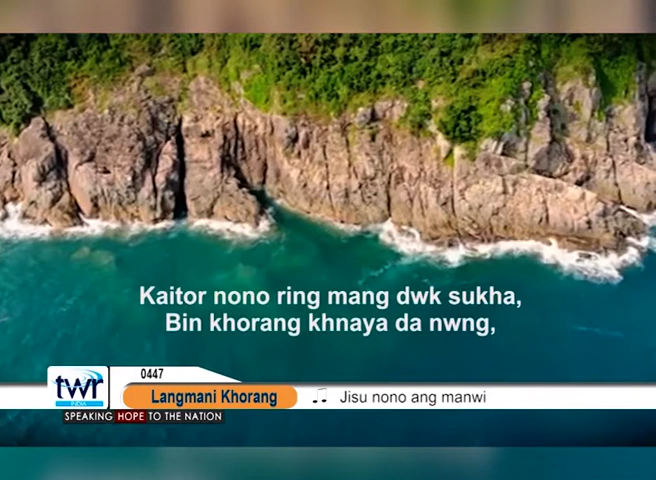 Kaitor nono ring mang dwk sukha,
Bin khorang khnaya da nwng,
0447
twr
INDIA
Langmani Khorang
Jisu nono ang manwi
SPEAKING HOPE TO THE NATION